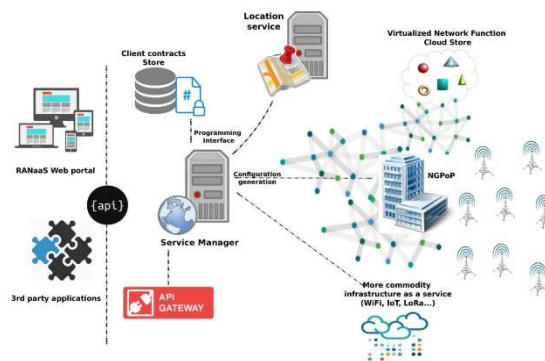 Location
service
Client contracts
Store
#
Virtualized Network Function
Cloud Store
Programming
Interface
RANaaS Web portal
Configuration
generation
NGPoP
{api}
Service Manager
3rd party applications
API
GATEWAY
More commodity
infrastructure as a service
(WiFi, IoT, LoRa...)